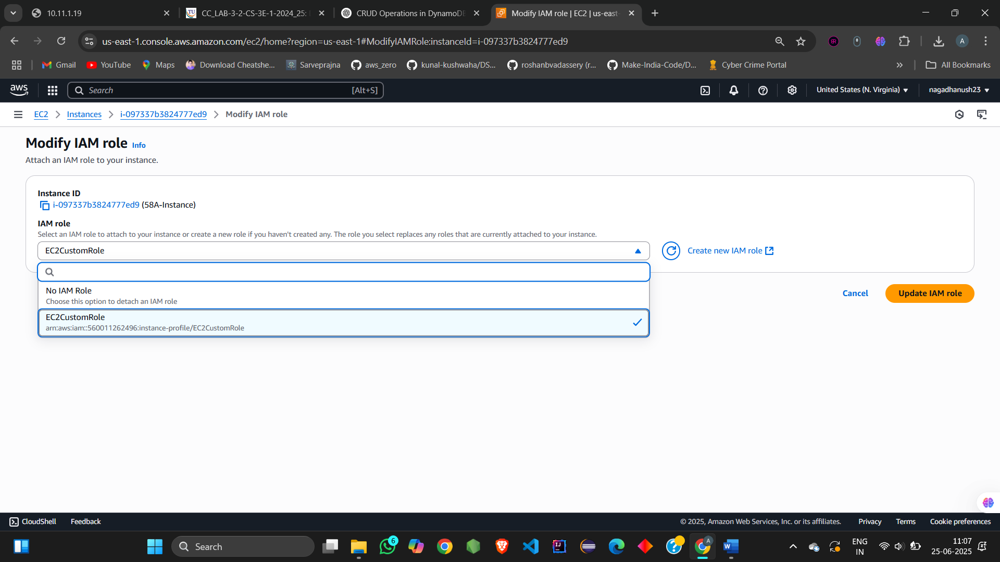 10.11.1.19
CC_LAB-3-2-CS-3E-1-2024_25:
CRUD Operations in DynamoDB
Modify IAM role | EC2 | us-east-
us-east-1.console.aws.amazon.com/ec2/home?region=us-east-1#ModifyIAMRole:instanceId=i-097337b3824777ed9
ER
A
Gmail
YouTube
Maps
Download Cheatshe...
Sarveprajna
aws_zero
kunal-kushwaha/DS...
roshanbvadassery (r...
Make-India-Code/D...
Cyber Crime Portal
All Bookmarks
aws
Search
[Alt+S]
United States (N. Virginia)
nagadhanush23
EC2
Instances
i-097337b3824777ed9
Modify IAM role
Modify IAM role Info
Attach an IAM role to your instance.
Instance ID
i-097337b3824777ed9 (58A-Instance)
IAM role
Select an IAM role to attach to your instance or create a new role if you haven't created any. The role you select replaces any roles that are currently attached to your instance.
EC2CustomRole
Create new IAM role
No IAM Role
Choose this option to detach an IAM role
EC2CustomRole
arn:aws:iam::560011262496:instance-profile/EC2CustomRole
Cancel
Update IAM role
CloudShell
Feedback
© 2025, Amazon Web Services, Inc. or its affiliates.
Privacy
Terms
Cookie preferences
Search
6
A
ENG
IN
11:07
25-06-2025